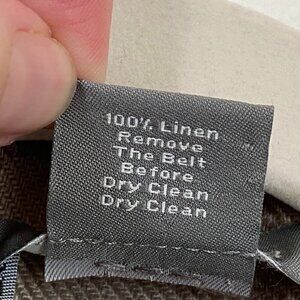 100% Linen
Remove
The Belt
Before
Dry Clean
Dry Clean